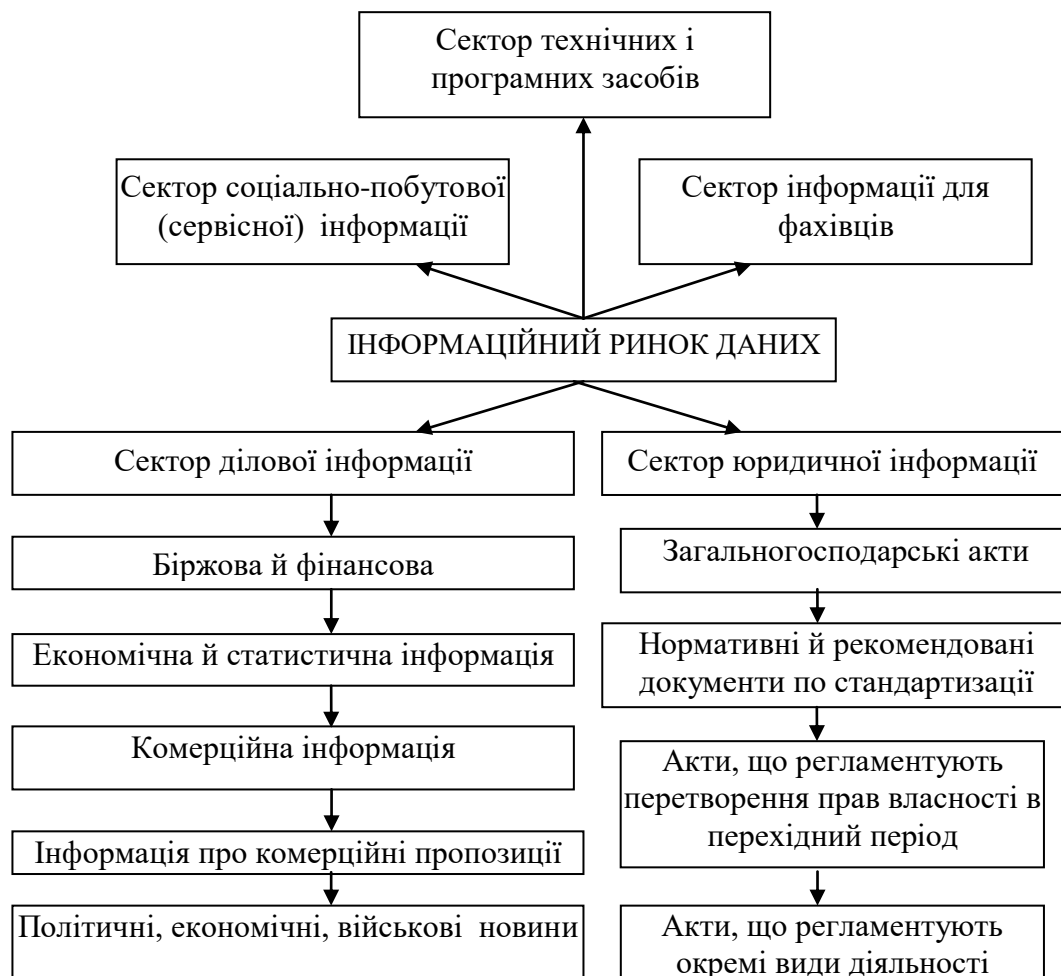 Сектор технічних і
програмних засобів
Сектор соціально-побутової
(сервісної) інформації
Сектор інформації для
фахівців
ІНФОРМАЦІЙНИЙ РИНОК ДАНИХ
Сектор ділової інформації
Біржова й фінансова
Економічна й статистична інформація
Комерційна інформація
Інформація про комерційні пропозиції
Політичні, економічні, військові новини
Сектор юридичної інформації
Загальногосподарські акти
Нормативні й рекомендовані
документи по стандартизації
Акти, що регламентують
перетворення прав власності в
перехідний період
Акти, що регламентують
окремі види діяльності